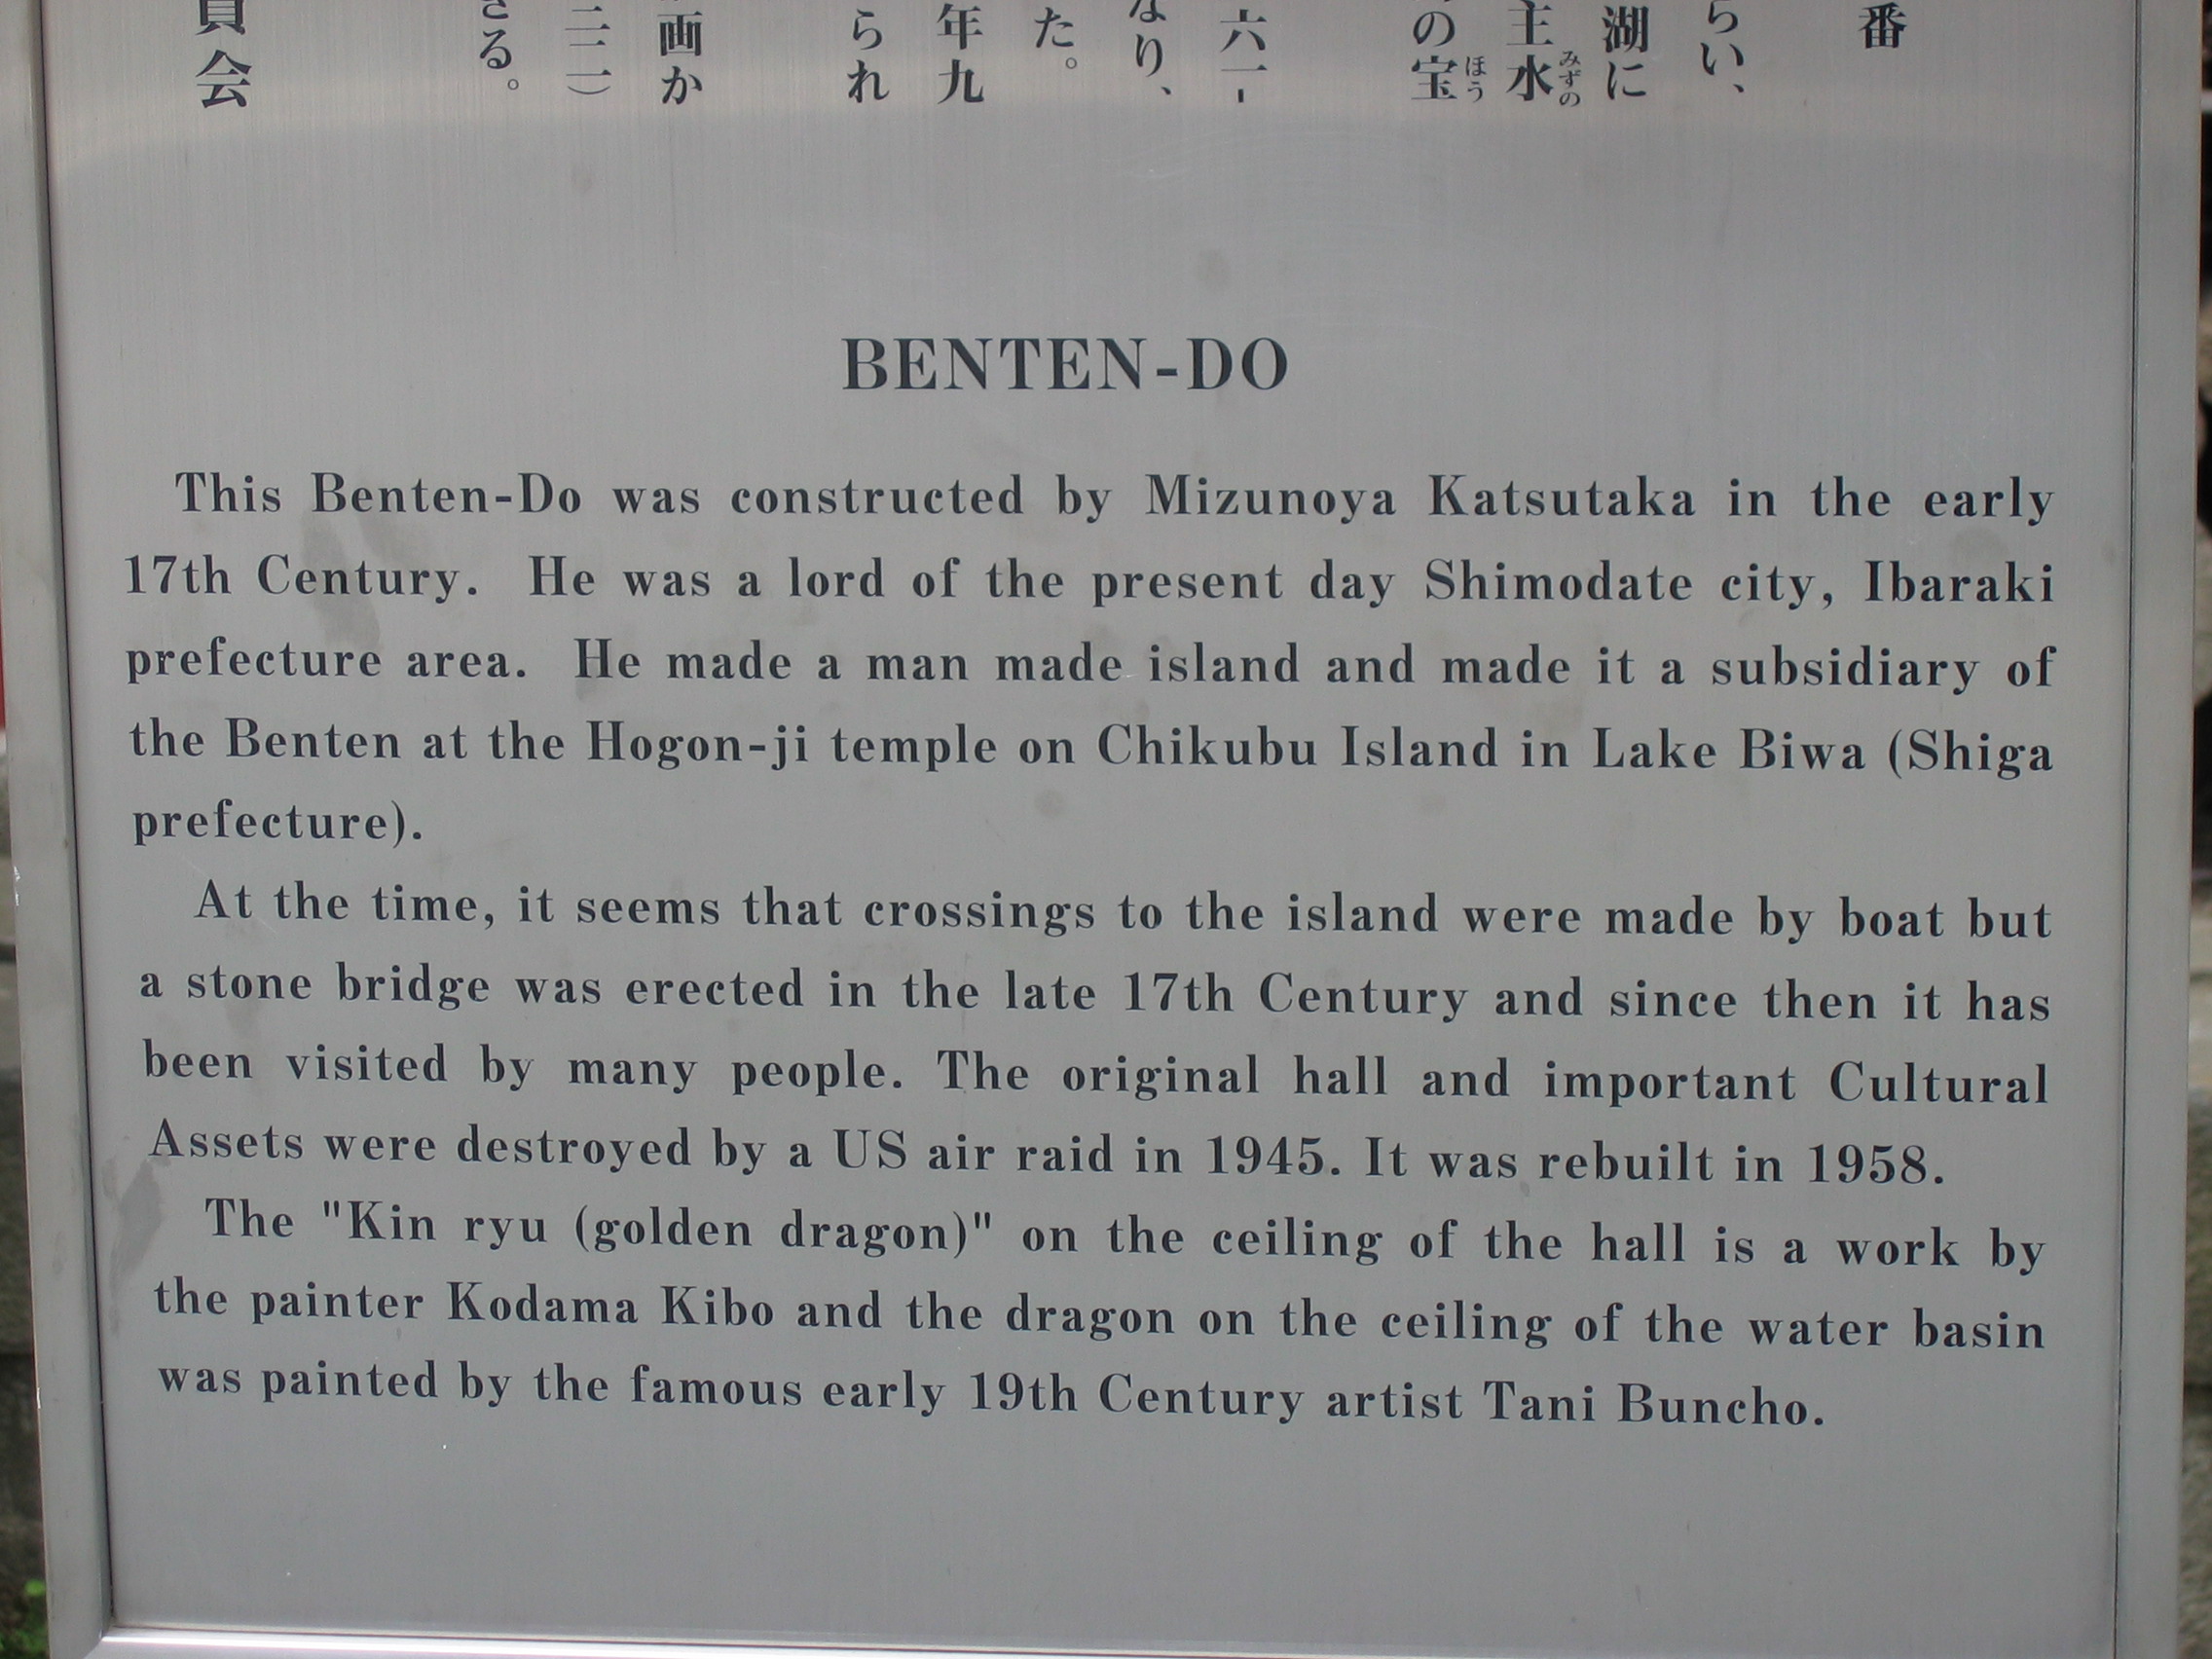 番
らい、
湖に
主水
みずの
の宝
ほう
六一
なり、
た。
年九
られ
画か
さる。
員会
BENTEN-DO
This Benten-Do was constructed by Mizunoya Katsutaka in the early
17th Century. He was a lord of the present day Shimodate city, Ibaraki
prefecture area. He made a man made island and made it a subsidiary of
the Benten at the Hogon-ji temple on Chikubu Island in Lake Biwa (Shiga
prefecture).
At the time, it seems that crossings to the island were made by boat but
a stone bridge was erected in the late 17th Century and since then it has
been visited by many people. The original hall and important Cultural
Assets were destroyed by a US air raid in 1945. It was rebuilt in 1958.
The "Kin ryu (golden dragon)" on the ceiling of the hall is a work by
the painter Kodama Kibo and the dragon on the ceiling of the water basin
was painted by the famous early 19th Century artist Tani Buncho.